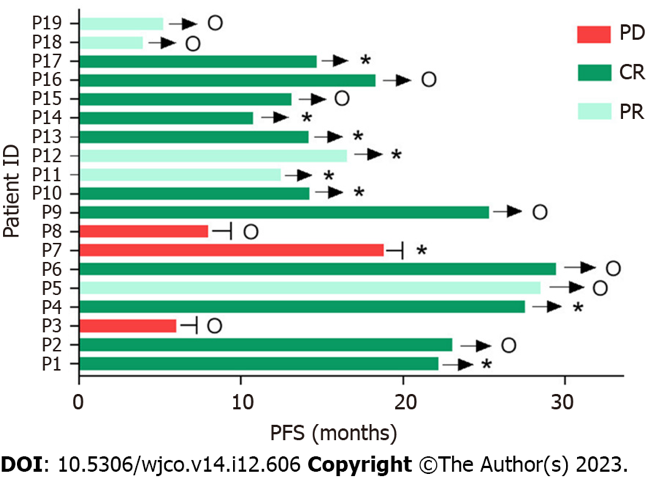 P19 O
P18 O
P17 *
P16 O
P15 O
P14 *
P13 *
P12 *
P11 *
P10 *
P9 O
P8 O
P7 *
P6 O
P5 O
P4 *
P3 O
P2 O
P1 *
Patient ID
0 10 20 30
PFS (months)
PD
CR
PR
DOI: 10.5306/wjco.v14.i12.606 Copyright ©The Author(s) 2023.